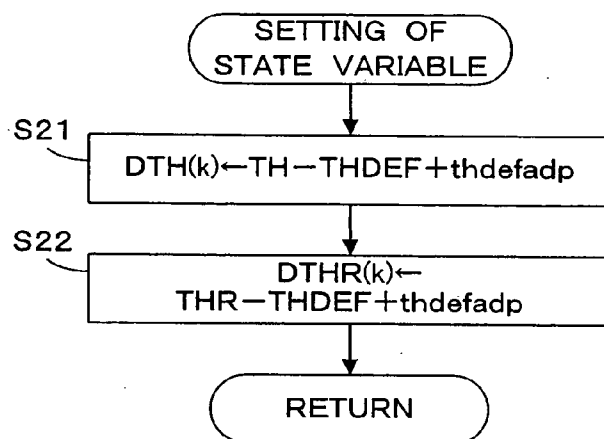 SETTING OF
STATE VARIABLE
S21
DTH(k)←TH−THDEF+thdefadp
S22
DTHR(k)←
THR−THDEF+thdefadp
RETURN